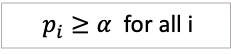 pᵢ ≥ α for all i